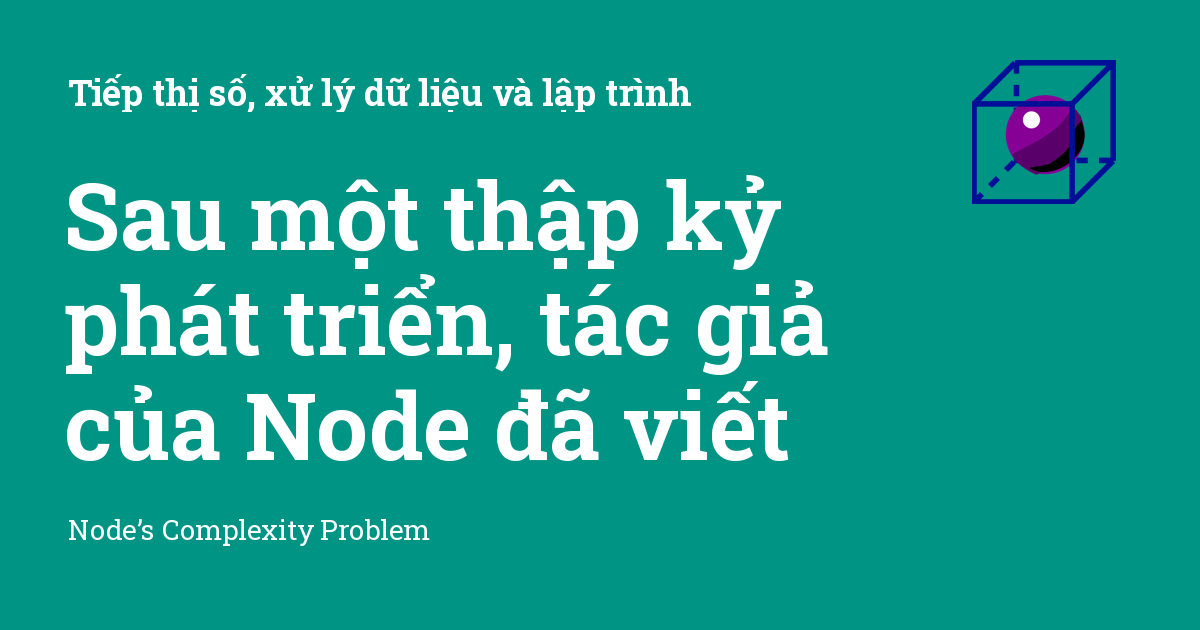 Tiếp thị số, xử lý dữ liệu và lập trình
Sau một thập kỷ
phát triển, tác giả
của Node đã viết
Node’s Complexity Problem